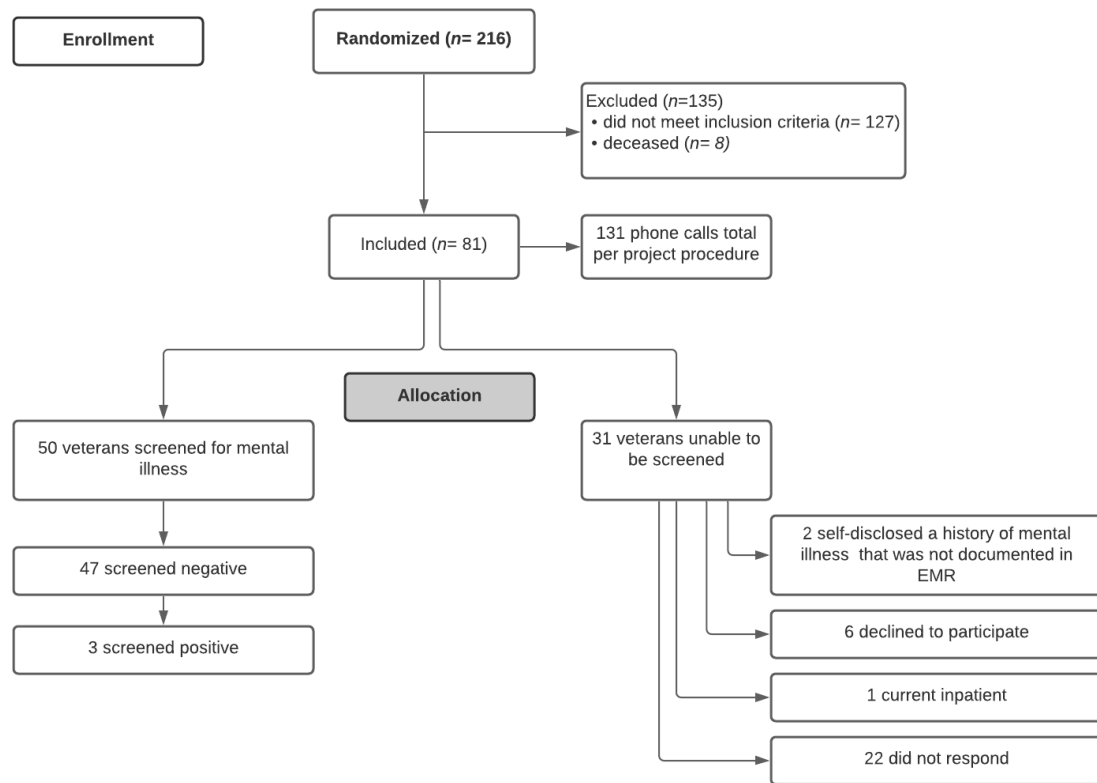 Enrollment
Randomized (n= 216)
Excluded (n=135)
• did not meet inclusion criteria (n= 127)
• deceased (n= 8)
Included (n= 81)
131 phone calls total
per project procedure
Allocation
50 veterans screened for mental
illness
47 screened negative
3 screened positive
31 veterans unable to
be screened
2 self-disclosed a history of mental
illness that was not documented in
EMR
6 declined to participate
1 current inpatient
22 did not respond